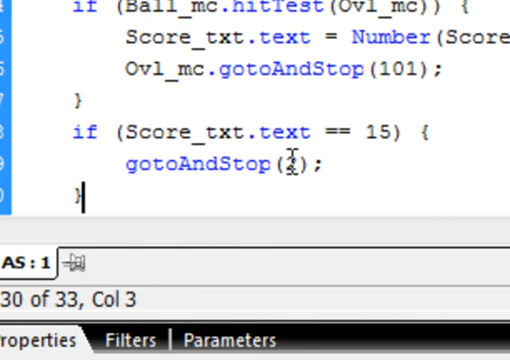 if (Ball_mc.hitTest(Ovl_mc)) {
Score_txt.text = Number(Score
Ovl_mc.gotoAndStop(101);
}
if (Score_txt.text == 15) {
gotoAndStop( );
}
AS : 1
30 of 33, Col 3
roperties Filters Parameters